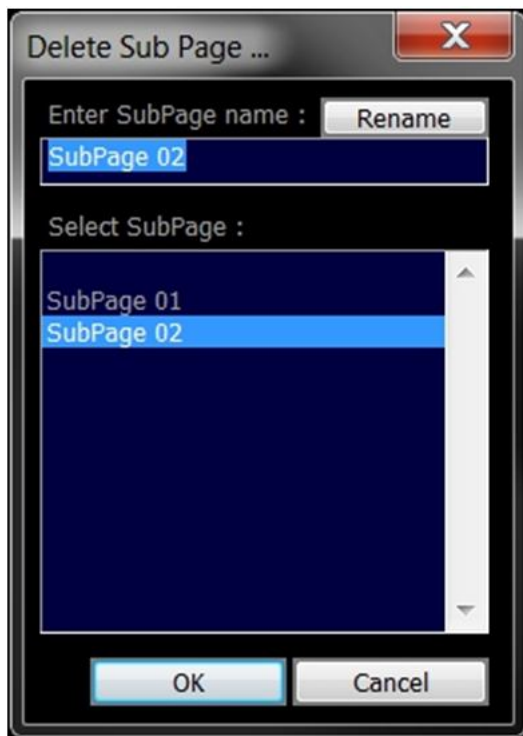 Delete Sub Page ...
Enter SubPage name :
Rename
SubPage 02
Select SubPage :
SubPage 01
SubPage 02
OK
Cancel